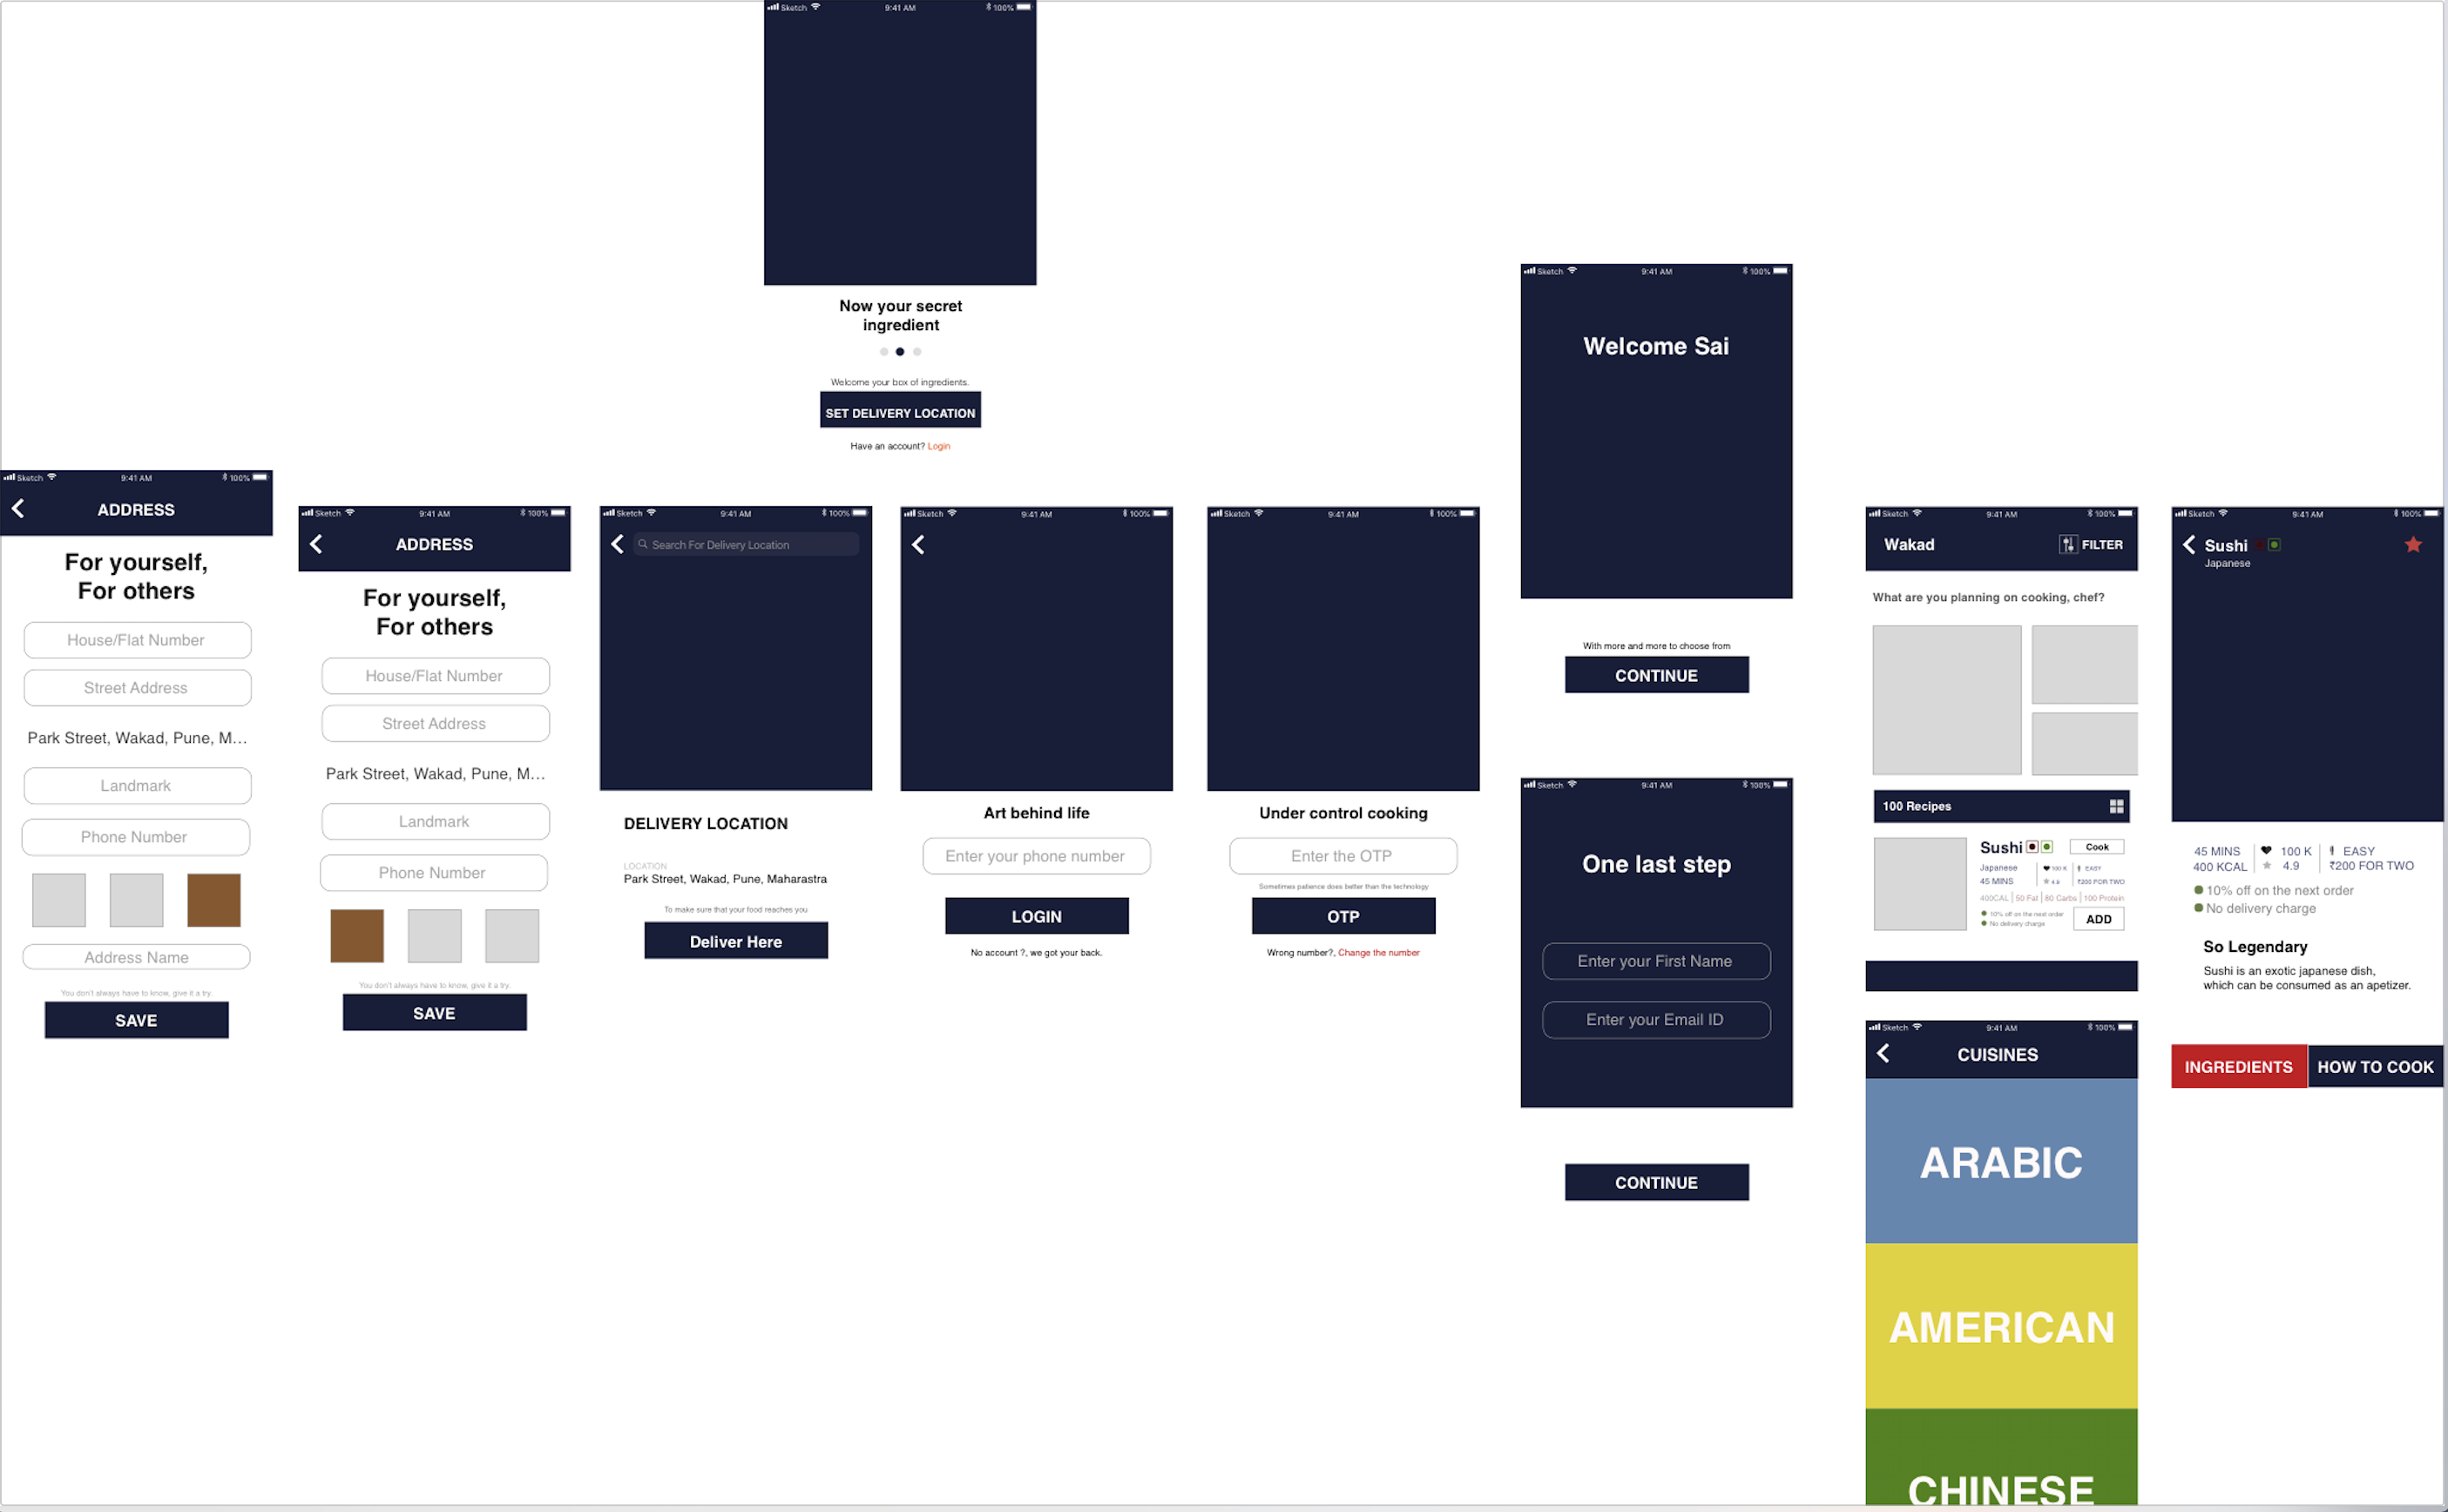 Sketch 9:41 AM 100%
Now your secret
ingredient
Welcome your box of ingredients.
SET DELIVERY LOCATION
Have an account? Login
Sketch 9:41 AM 100%
ADDRESS
For yourself,
For others
House/Flat Number
Street Address
Park Street, Wakad, Pune, M...
Landmark
Phone Number
Address Name
You don't always have to know, give it a try.
SAVE
Sketch 9:41 AM 100%
ADDRESS
For yourself,
For others
House/Flat Number
Street Address
Park Street, Wakad, Pune, M...
Landmark
Phone Number
You don't always have to know, give it a try.
SAVE
Sketch 9:41 AM 100%
Search For Delivery Location
DELIVERY LOCATION
LOCATION
Park Street, Wakad, Pune, Maharastra
To make sure that your food reaches you
Deliver Here
Sketch 9:41 AM 100%
Art behind life
Enter your phone number
LOGIN
No account ?, we got your back.
Sketch 9:41 AM 100%
Under control cooking
Enter the OTP
Sometimes patience does better than the technology
OTP
Wrong number?, Change the number
Sketch 9:41 AM 100%
Welcome Sai
With more and more to choose from
CONTINUE
Sketch 9:41 AM 100%
One last step
Enter your First Name
Enter your Email ID
CONTINUE
Sketch 9:41 AM 100%
Wakad FILTER
What are you planning on cooking, chef?
100 Recipes
Sushi Cook
Japanese 100 K EASY
45 MINS 4.9 ₹200 FOR TWO
400CAL | 50 Fat | 80 Carbs | 100 Protein
10% off on the next order
No delivery charge
ADD
Sketch 9:41 AM 100%
CUISINES
ARABIC
AMERICAN
CHINESE
Sketch 9:41 AM 100%
Sushi
Japanese
45 MINS 100 K EASY
400 KCAL 4.9 ₹200 FOR TWO
10% off on the next order
No delivery charge
So Legendary
Sushi is an exotic japanese dish,
which can be consumed as an apetizer.
INGREDIENTS HOW TO COOK